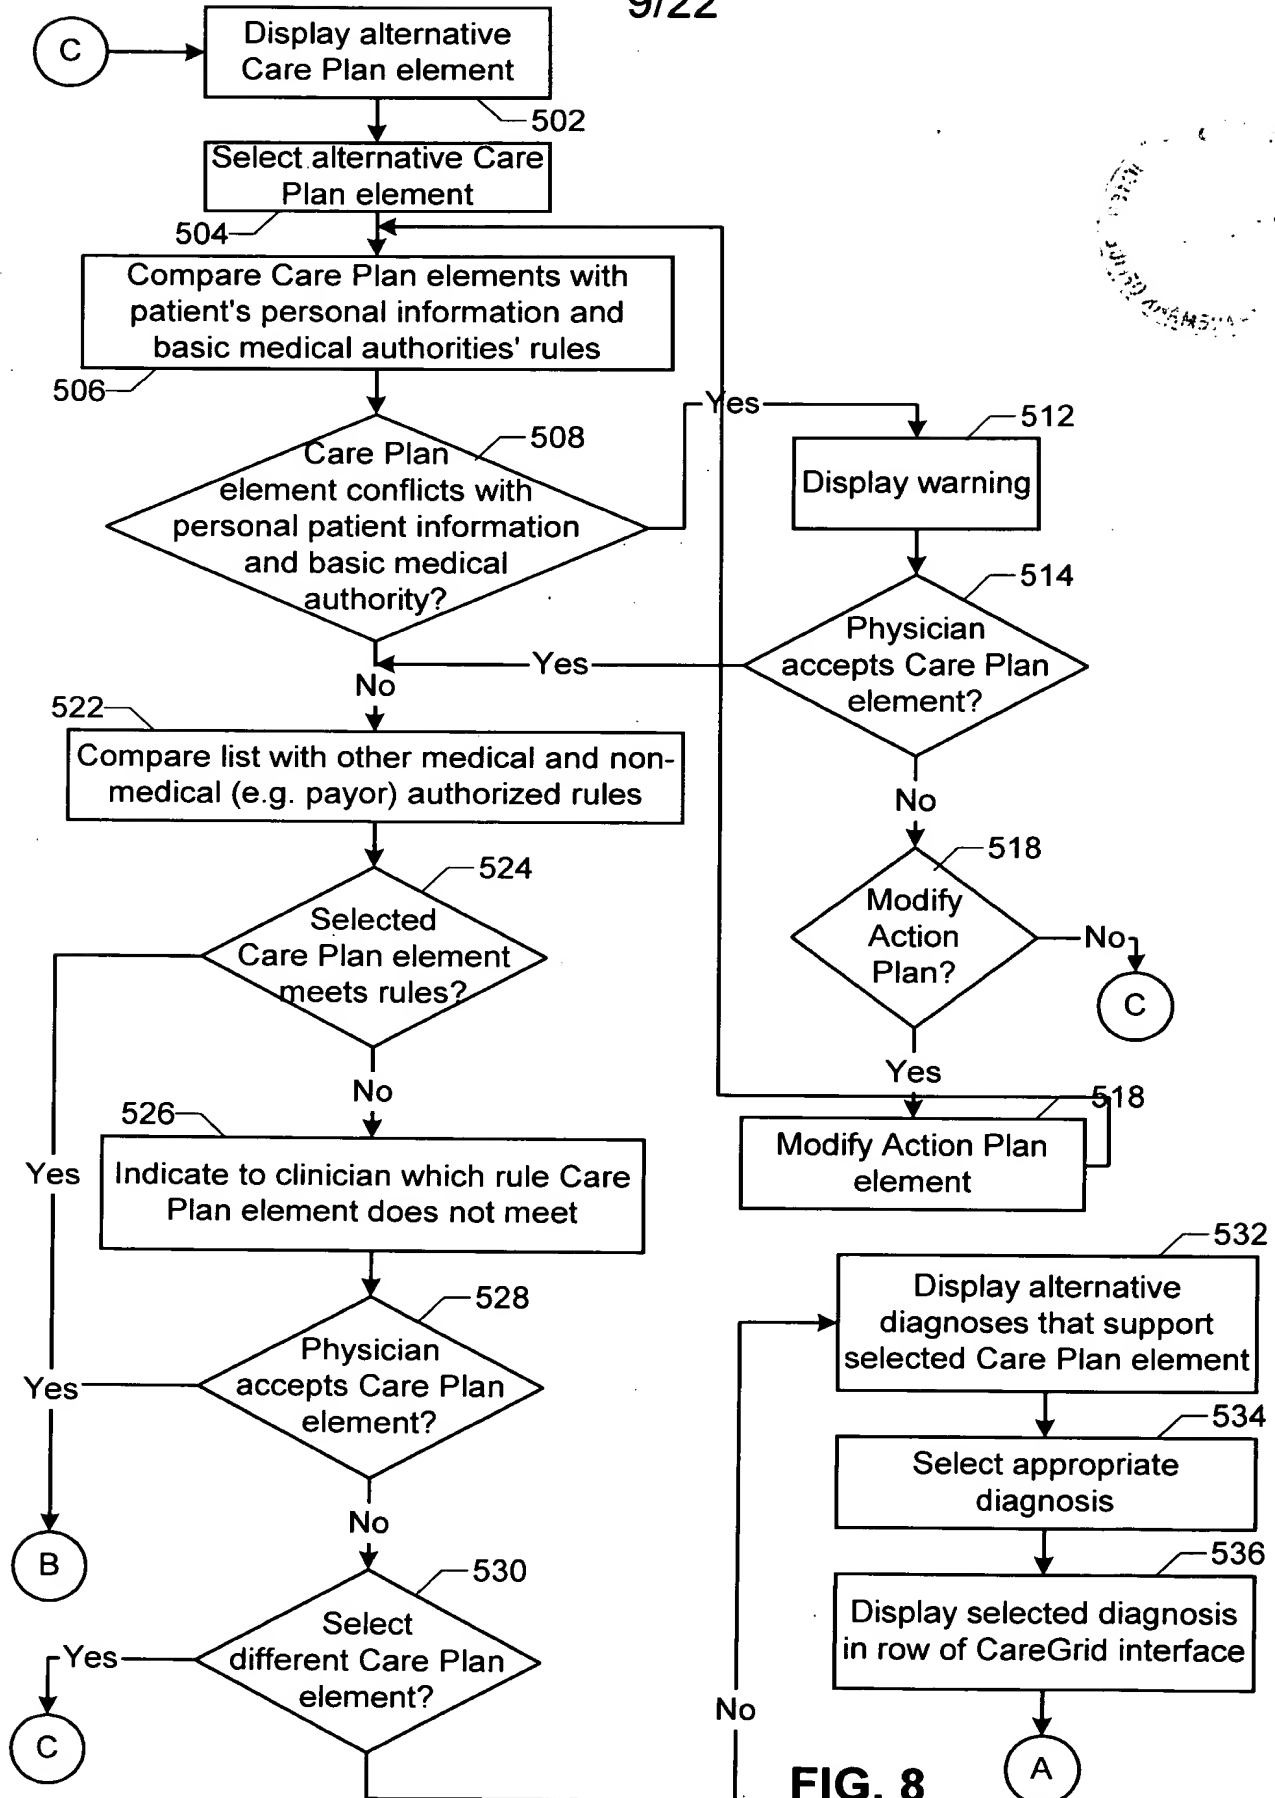 9/22
C
Display alternative
Care Plan element
502
Select alternative Care
Plan element
504
Compare Care Plan elements with
patient's personal information and
basic medical authorities' rules
506
Care Plan
element conflicts with
personal patient information
and basic medical
authority?
508
Yes
512
Display warning
514
Physician
accepts Care Plan
element?
Yes
No
No
522
Compare list with other medical and non-
medical (e.g. payor) authorized rules
518
Modify
Action
Plan?
No
C
Yes
518
Modify Action Plan
element
524
Selected
Care Plan element
meets rules?
Yes
No
526
Indicate to clinician which rule Care
Plan element does not meet
528
Physician
accepts Care Plan
element?
Yes
B
No
530
Select
different Care Plan
element?
Yes
C
No
532
Display alternative
diagnoses that support
selected Care Plan element
534
Select appropriate
diagnosis
536
Display selected diagnosis
in row of CareGrid interface
A
FIG. 8